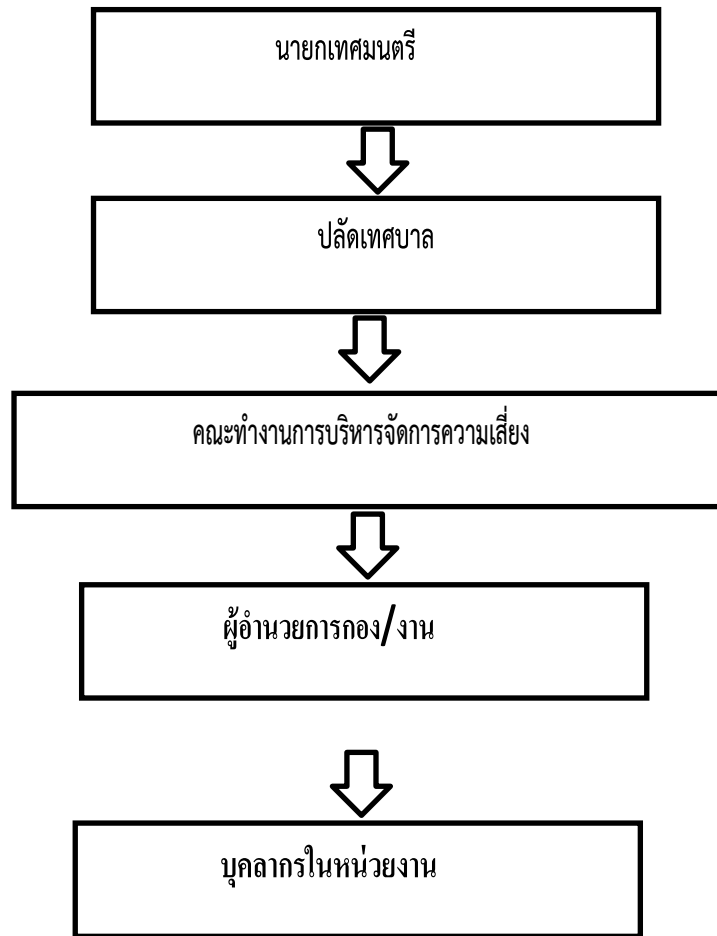 นายกเทศมนตรี
ปลัดเทศบาล
คณะทำงานการบริหารจัดการความเสี่ยง
ผู้อำนวยการกอง/งาน
บุคลากรในหน่วยงาน